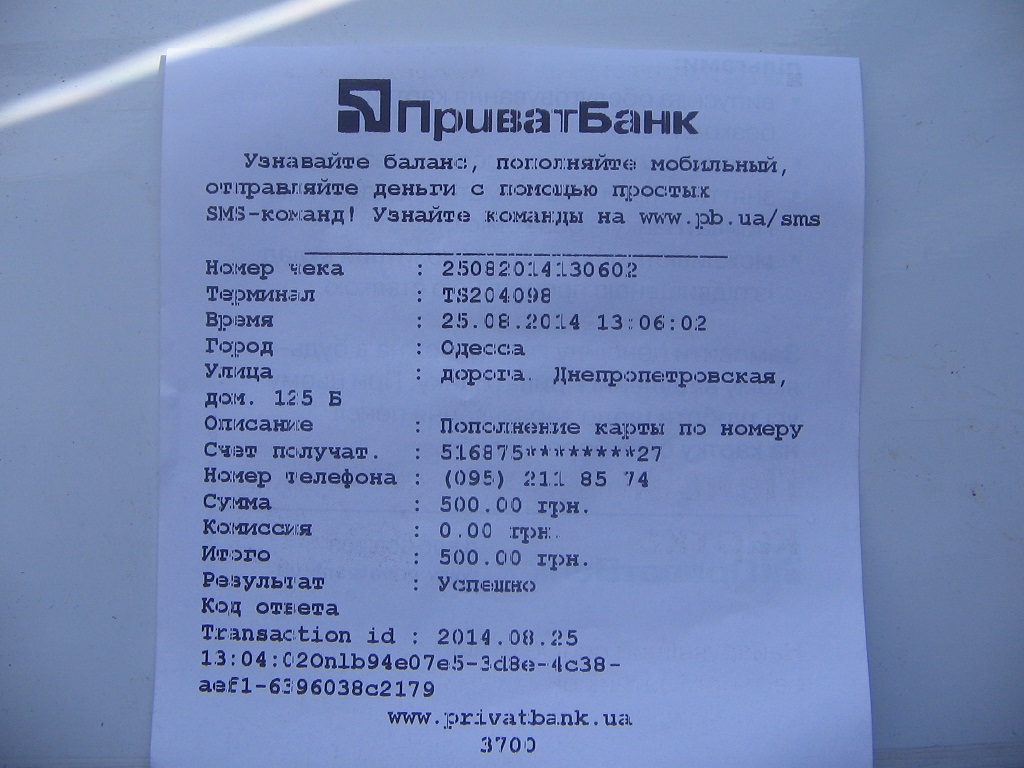 ПриватБанк
Узнавайте баланс, пополняйте мобильный,
отправляйте деньги с помощью простых
SMS-команд! Узнайте команды на www.pb.ua/sms
Номер чека : 25082014130602
Терминал : TS204098
Время : 25.08.2014 13:06:02
Город : Одесса
Улица : дорога Днепропетровская,
дом. 125 Б
Описание : Пополнение карты по номеру
Счет получат. : 516875********27
Номер телефона : (095) 211 85 74
Сумма : 500.00 грн.
Комиссия : 0.00 грн.
Итого : 500.00 грн.
Результат : Успешно
Код ответа
Transaction id : 2014.08.25
13:04:020nlb94e07e5-3d8e-4c38-
aef1-6396038c2179
www.privatbank.ua
3700